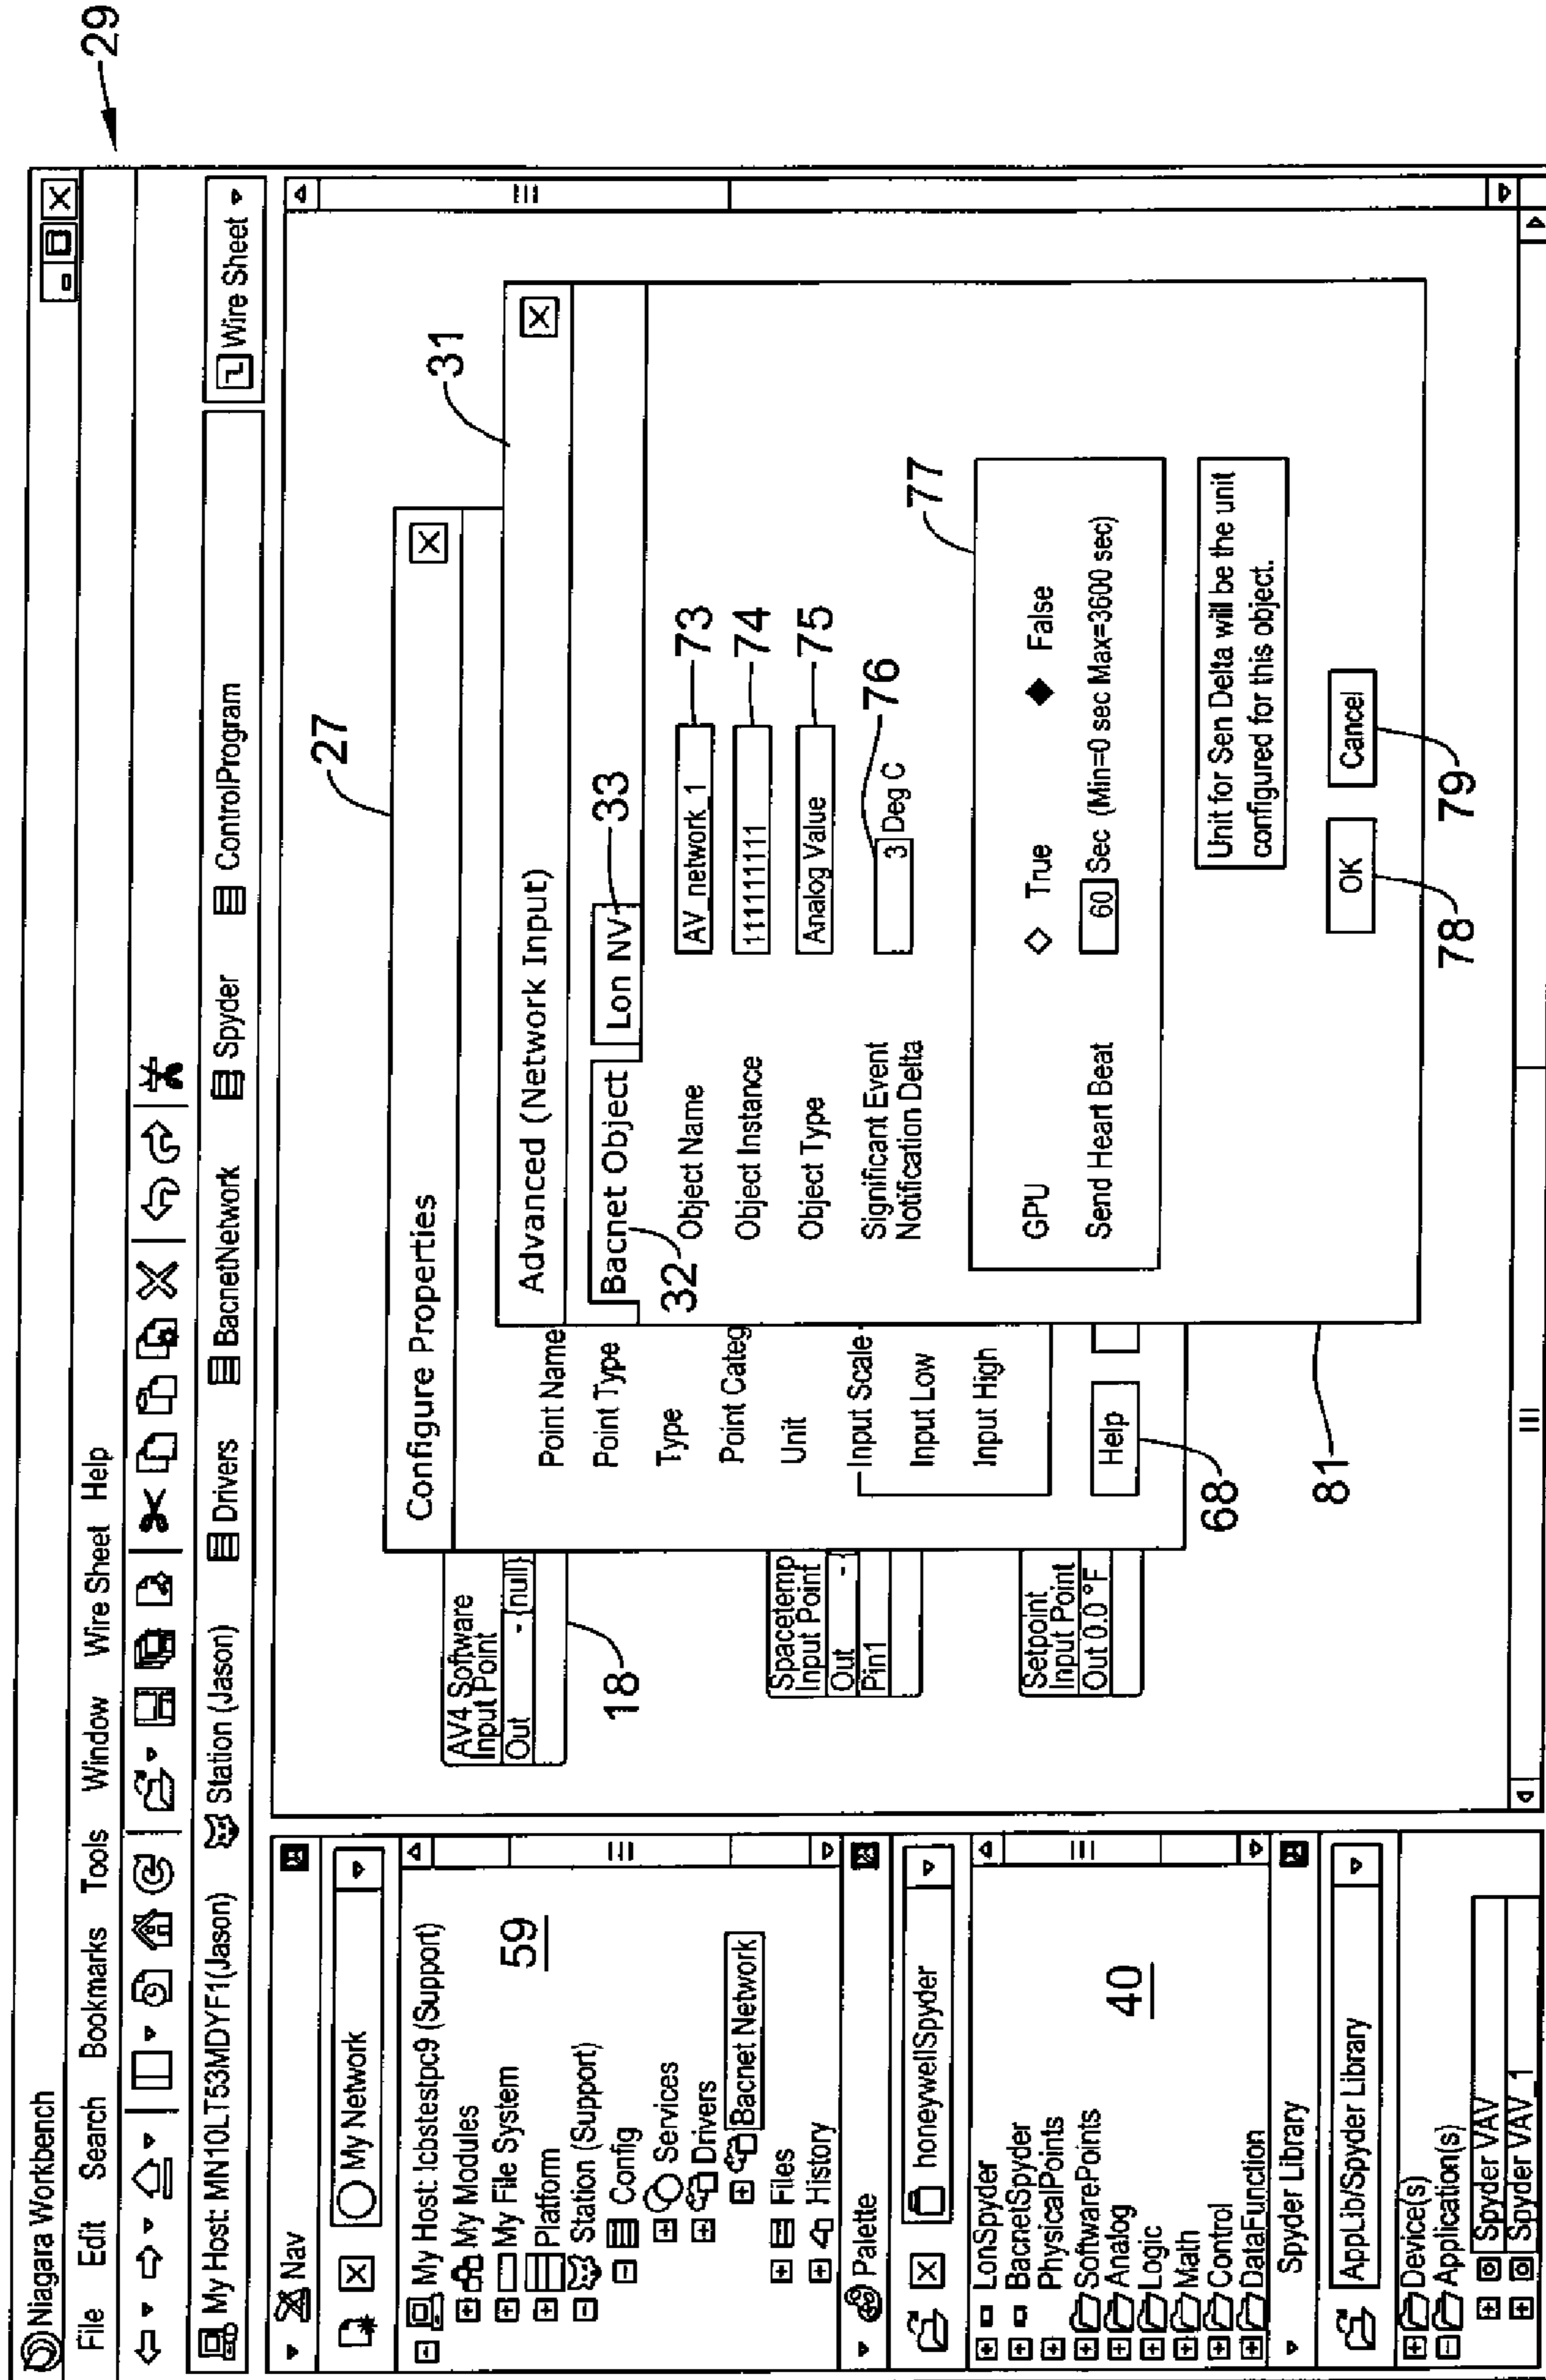 Niagara Workbench
File Edit Search Bookmarks Tools Window Wire Sheet Help
29
My Host: MN10LT53MDYF1(Jason) Station (Jason) Drivers BacnetNetwork Spyder ControlProgram Wire Sheet
Nav
My Network
My Host: lcbstestpc9 (Support)
My Modules
My File System
Platform
Station (Support)
Config
Services
Drivers
Bacnet Network
Files
History
59
Palette
honeywellSpyder
LonSpyder
BacnetSpyder
PhysicalPoints
SoftwarePoints
Analog
Logic
Math
Control
DataFunction
40
Spyder Library
AppLib/Spyder Library
Device(s)
Application(s)
Spyder VAV
Spyder VAV_1
AV4 Software
Input Point
Out - {null}
18
Spacetemp
Input Point
Out -
Pin1
Setpoint
Input Point
Out 0.0 °F
27
Configure Properties
Point Name
Point Type
Type
Point Categ
Unit
Input Scale
Input Low
Input High
Help
68
81
31
Advanced (Network Input)
Bacnet Object Lon NV
32
33
Object Name AV_network_1 73
Object Instance 111111111 74
Object Type Analog Value 75
Significant Event
Notification Delta 3 Deg C 76
77
GPU True False
Send Heart Beat 60 Sec (Min=0 sec Max=3600 sec)
Unit for Sen Delta will be the unit
configured for this object.
OK Cancel
78 79